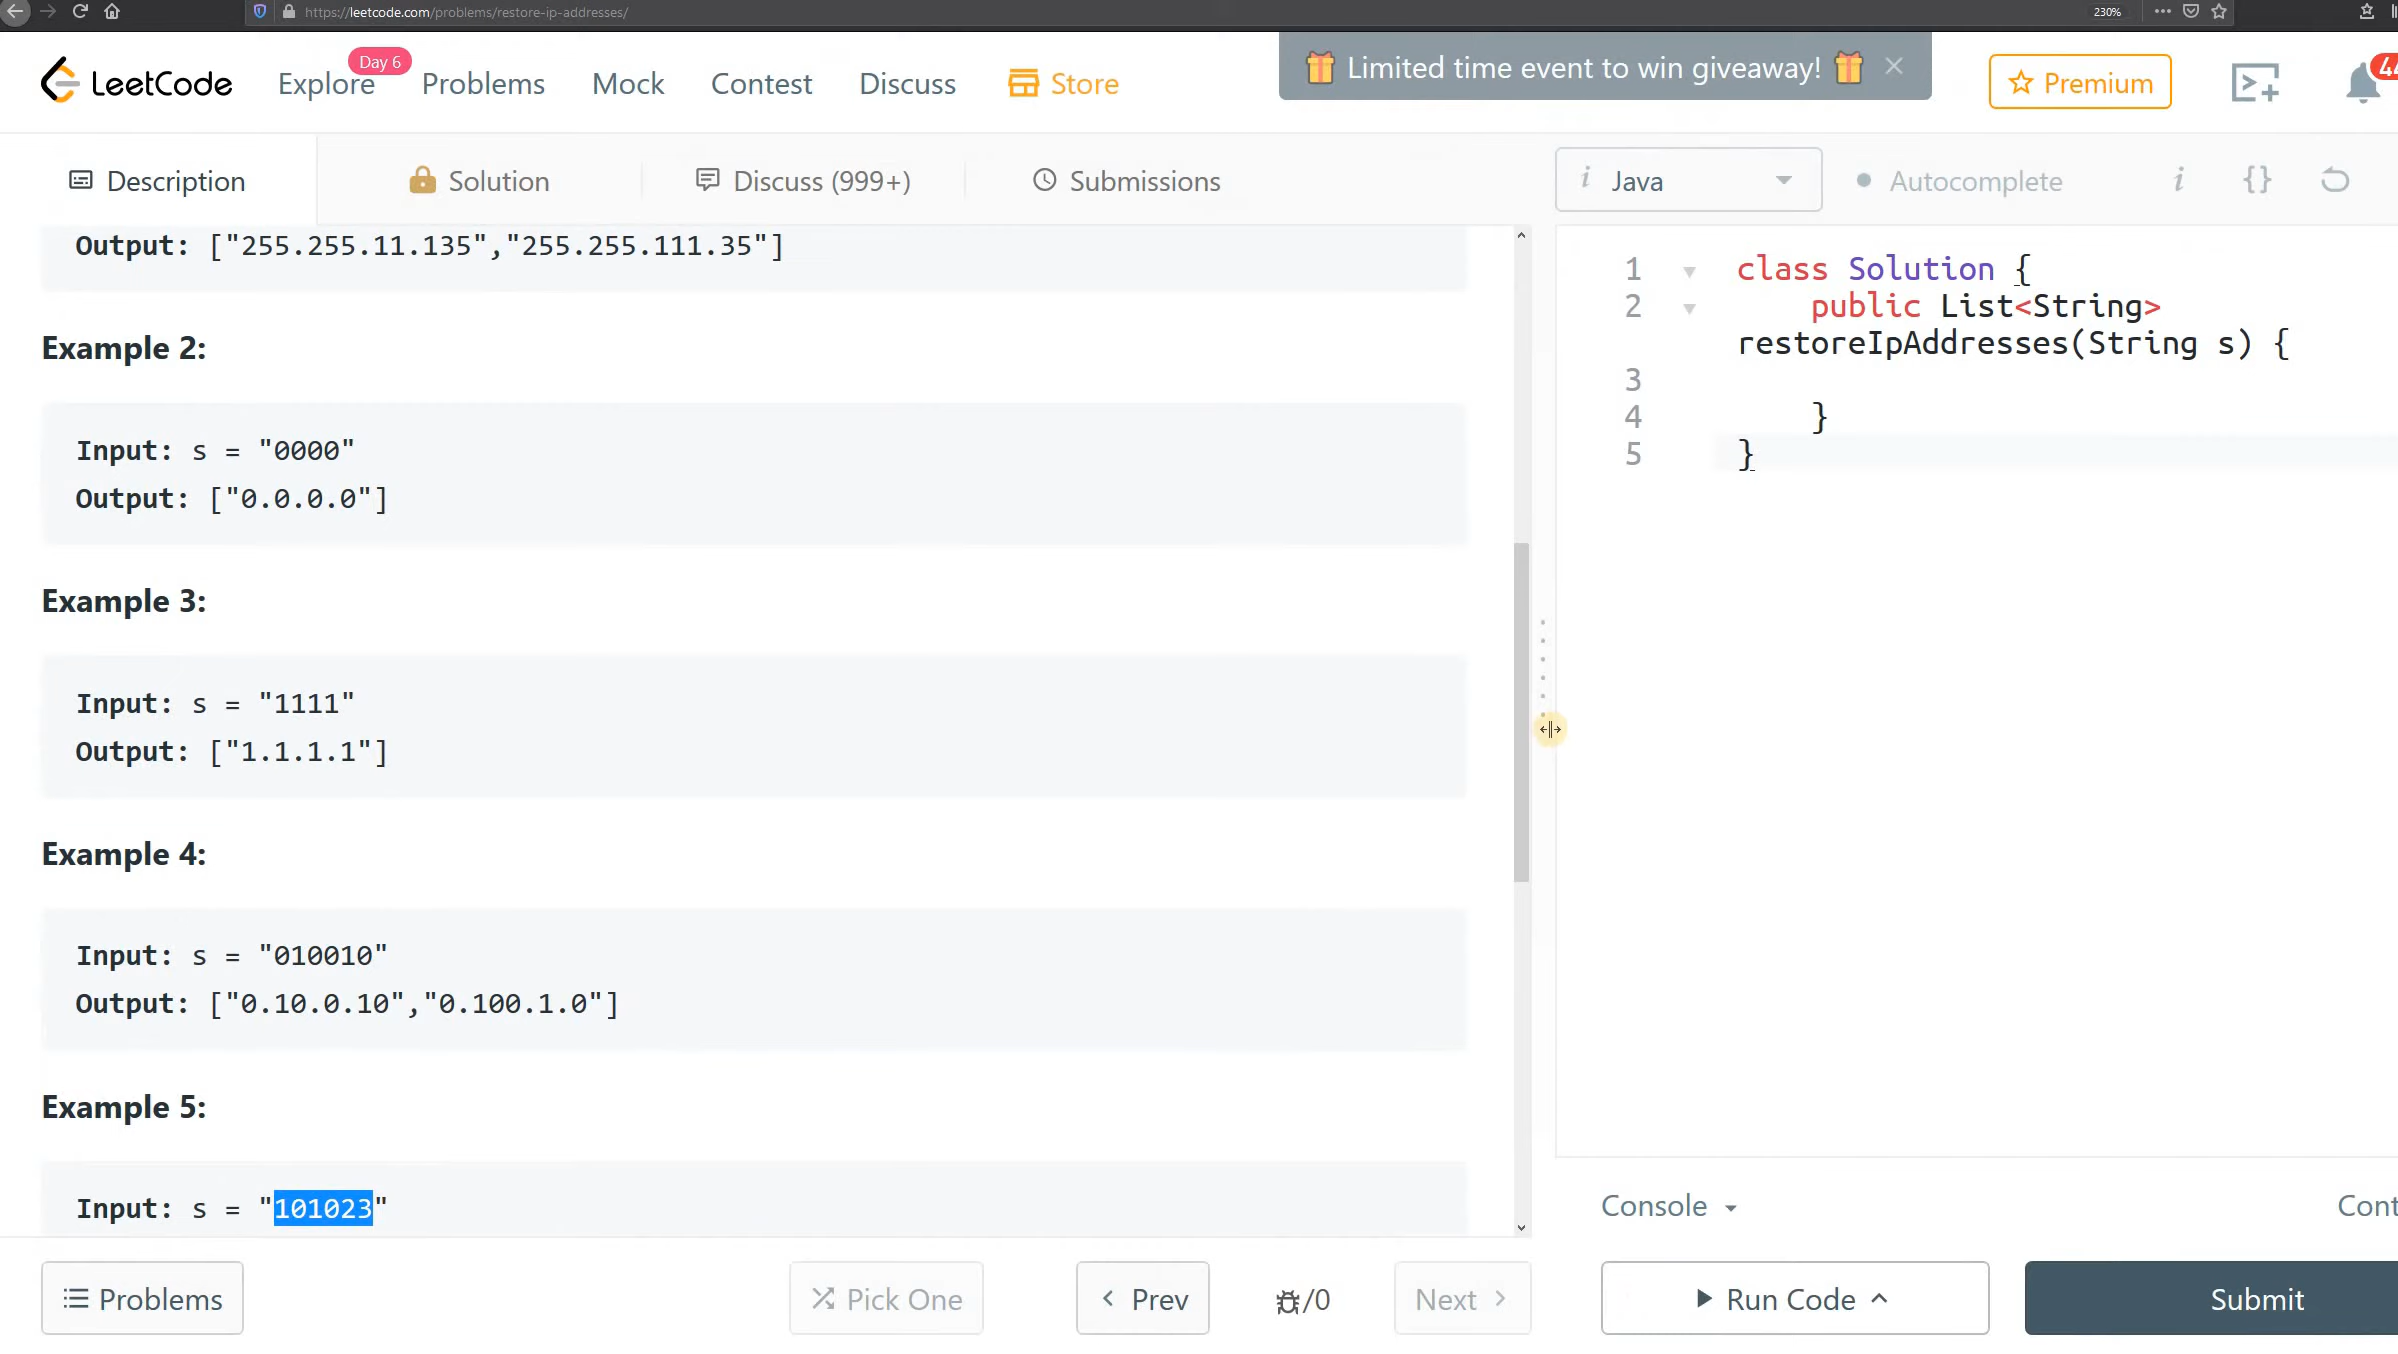 https://leetcode.com/problems/restore-ip-addresses/
230%
LeetCode
Explore
Day 6
Problems
Mock
Contest
Discuss
Store
Limited time event to win giveaway!
Premium
44
Description
Solution
Discuss (999+)
Submissions
i Java
Autocomplete
i
{}
Output: ["255.255.11.135","255.255.111.35"]
Example 2:
Input: s = "0000"
Output: ["0.0.0.0"]
Example 3:
Input: s = "1111"
Output: ["1.1.1.1"]
Example 4:
Input: s = "010010"
Output: ["0.10.0.10","0.100.1.0"]
Example 5:
Input: s = "101023"
1 class Solution {
2 public List<String>
restoreIpAddresses(String s) {
3
4 }
5 }
Console
Cont
Problems
Pick One
Prev
/0
Next
Run Code
Submit